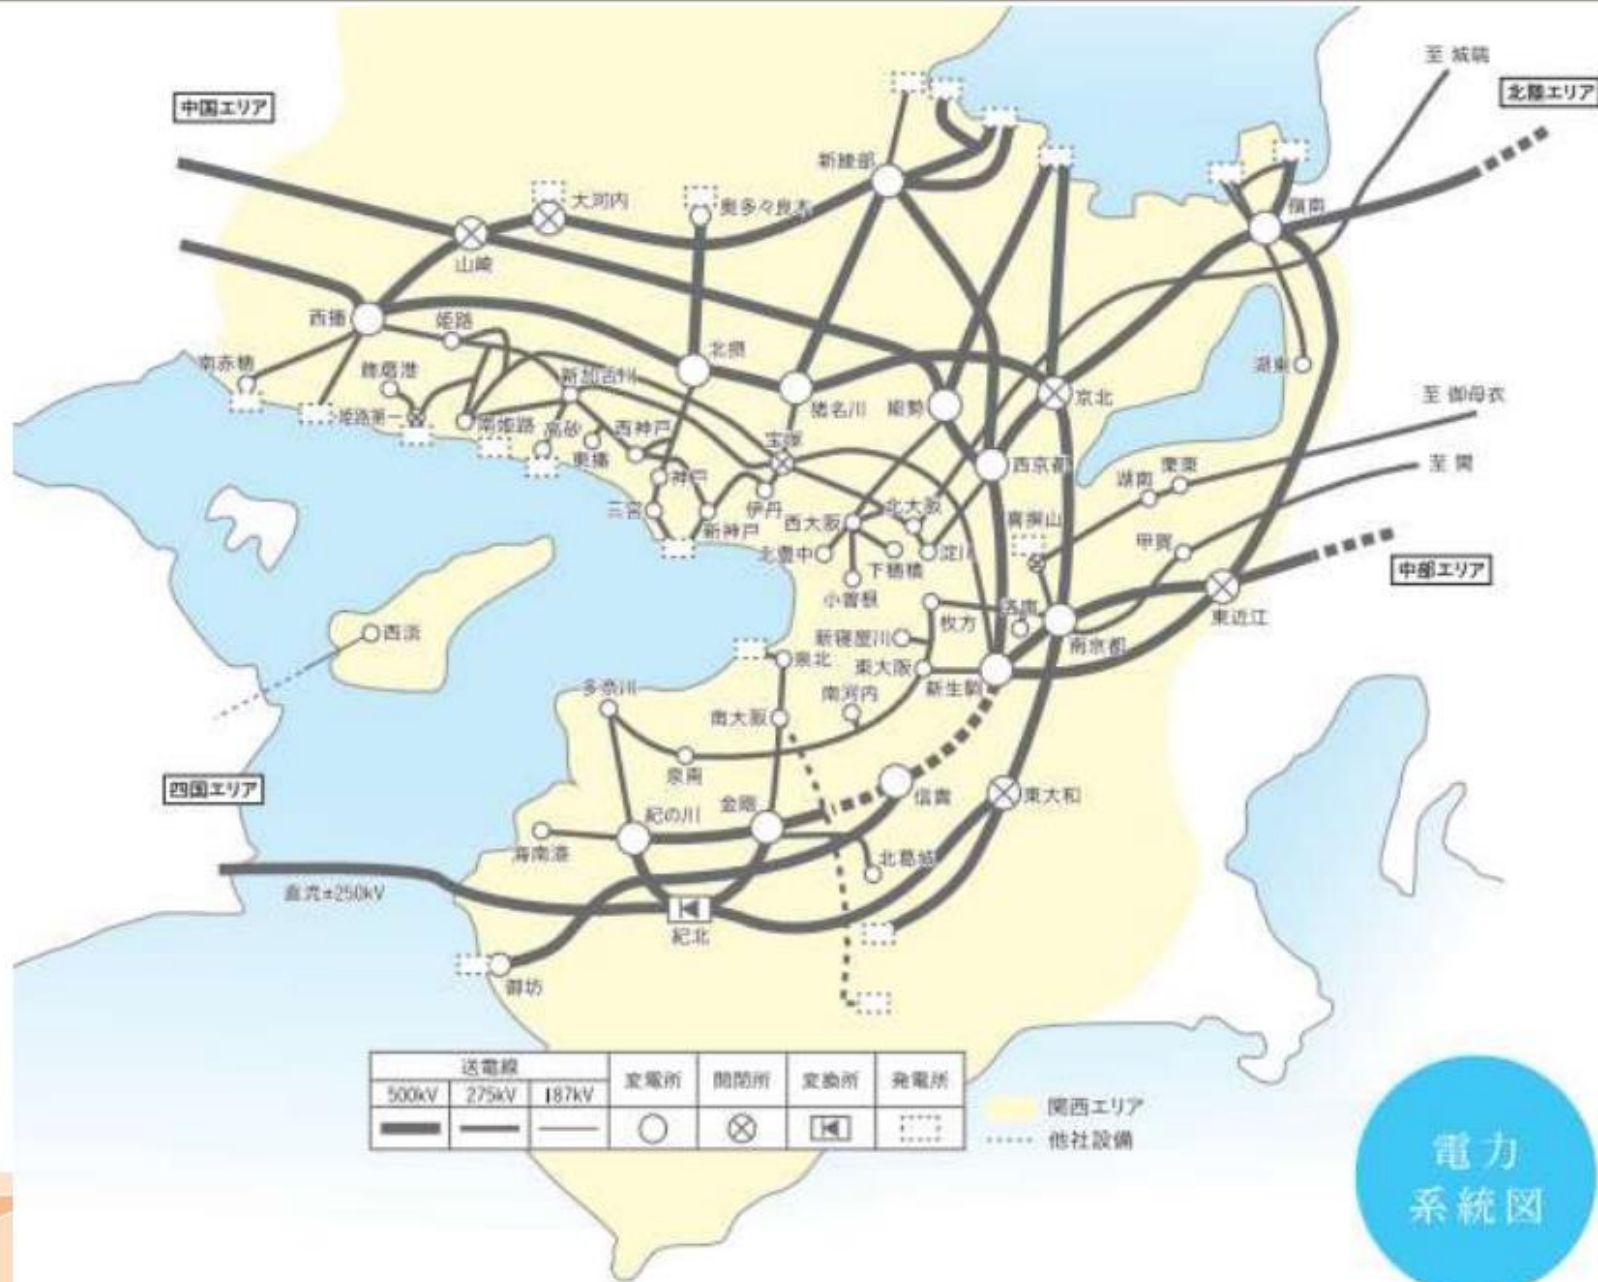 至 城端
北陸エリア
中国エリア
新綾部
大河内
奥多々良木
嶺南
山崎
西播
姫路
北摂
湖東
南赤穂
飾磨港
新加古川
至 御母衣
猪名川
能勢
京北
姫路第一
南姫路
高砂
西神戸
宝塚
東播
西京都
至 関
神戸
湖南
栗東
三宮
新神戸
伊丹
西大阪
北大阪
喜撰山
甲賀
北豊中
下穂積
淀川
中部エリア
小曽根
枚方
洛南
東近江
西淡
新寝屋川
南京都
泉北
東大阪
新生駒
多奈川
南大阪
南河内
泉南
四国エリア
信貴
東大和
紀の川
金剛
海南港
北葛城
直流±250kV
紀北
御坊
送電線
変電所
開閉所
変換所
発電所
500kV
275kV
187kV
関西エリア
他社設備
電力
系統図